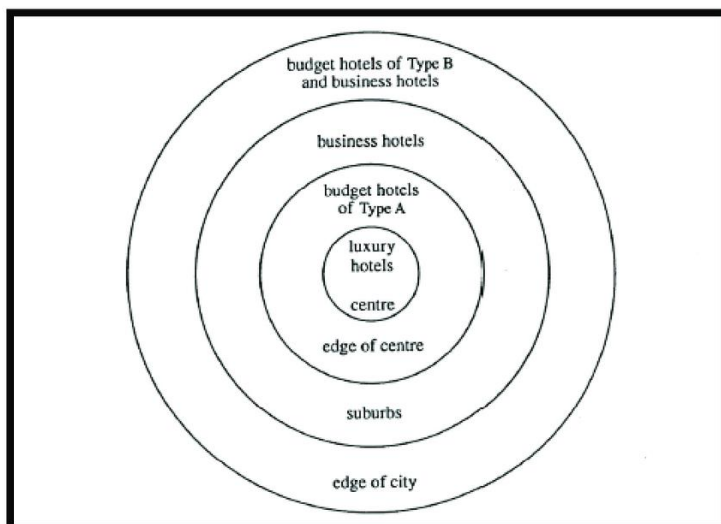 budget hotels of Type B
and business hotels
business hotels
budget hotels
of Type A
luxury
hotels
centre
edge of centre
suburbs
edge of city